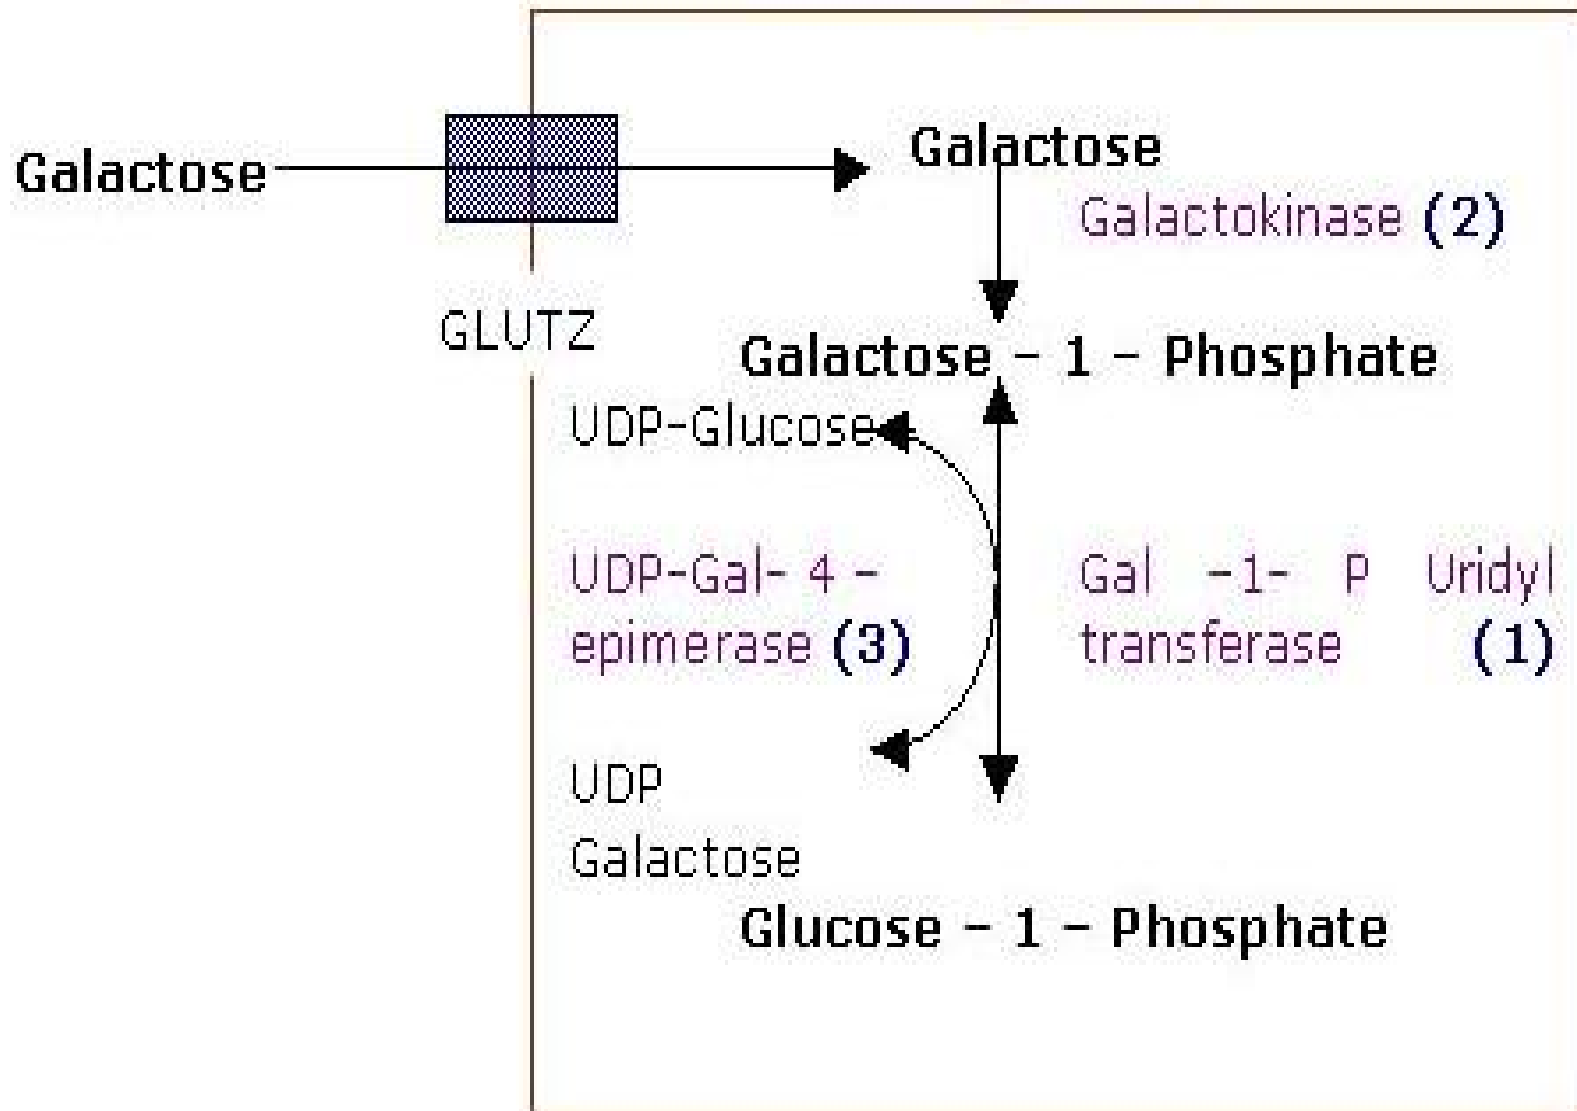 Galactose
Galactose
Galactokinase (2)
GLUTZ
Galactose - 1 - Phosphate
UDP-Glucose
UDP-Gal- 4 -
epimerase (3)
Gal -1- P Uridyl
transferase (1)
UDP
Galactose
Glucose - 1 - Phosphate